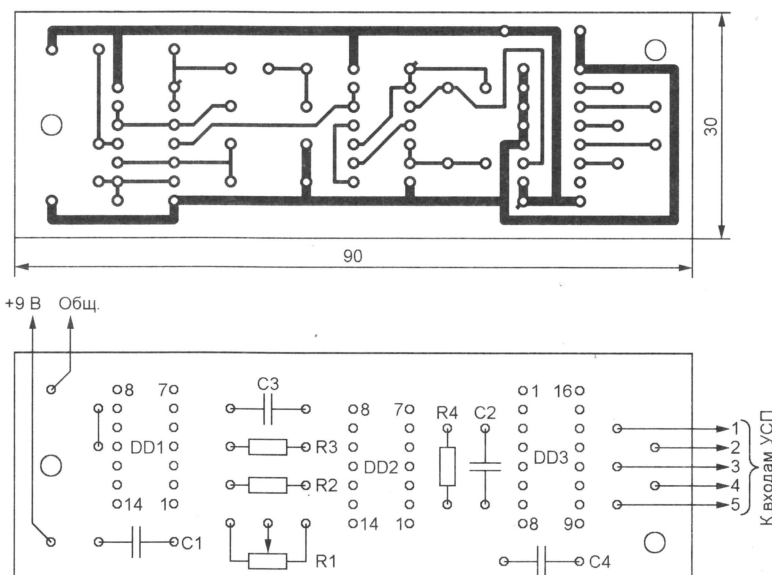 30
90
+9 В Общ.
C3
8 7
1 16
8 7
R4 C2
1
R3
2
DD1
DD2
DD3
3
R2
4
14 1
5
14 1
8 9
К входам УСП
C1
R1
C4